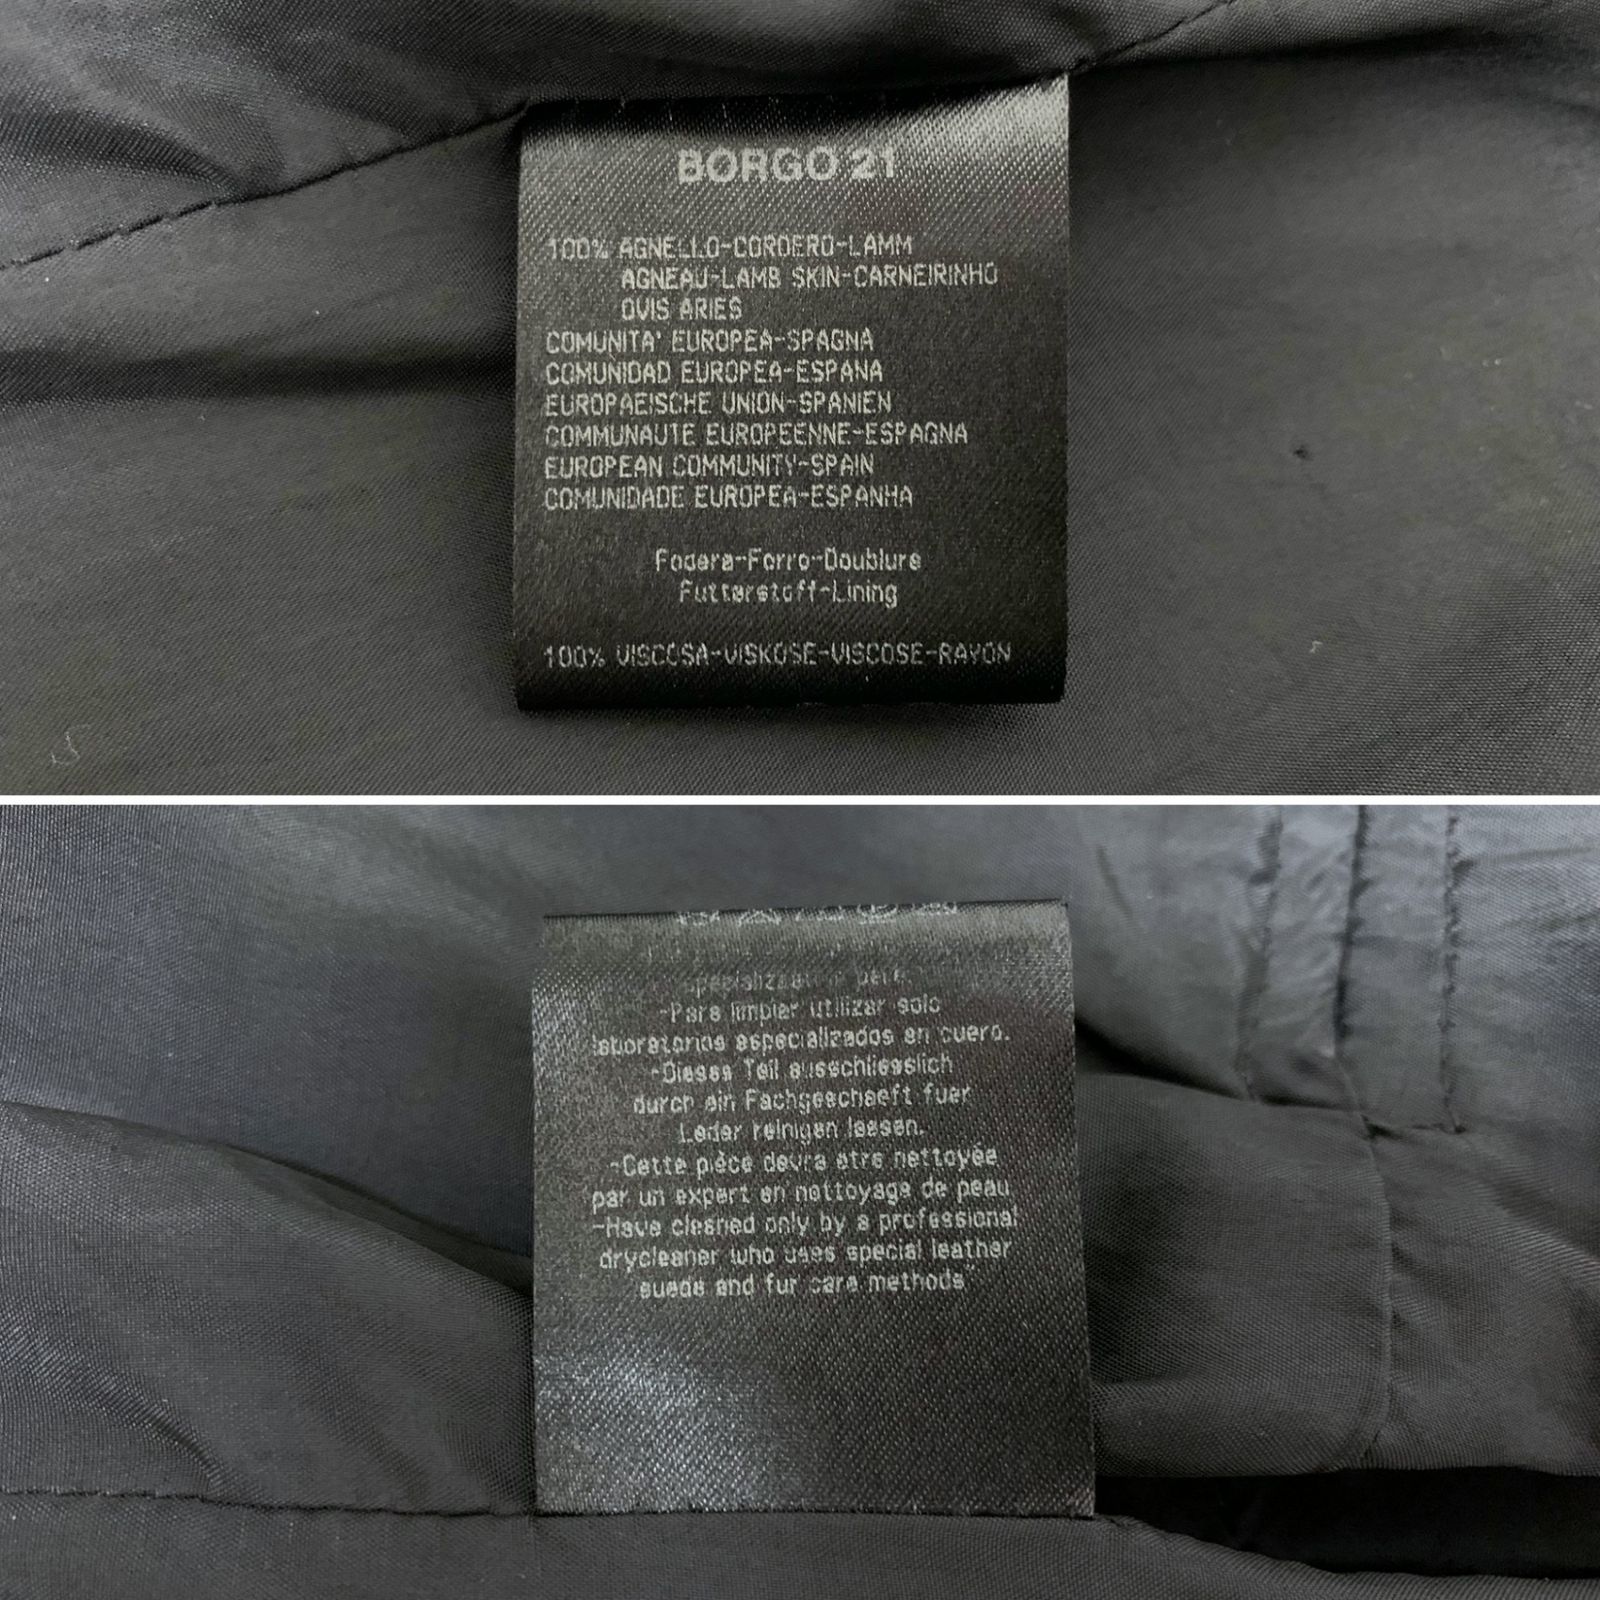 BORGO 21
100% AGNELLO-CORDERO-LAMM
AGNEAU-LAMB SKIN-CARNEIRINHO
OVIS ARIES
COMUNITA' EUROPEA-SPAGNA
COMUNIDAD EUROPEA-ESPANA
EUROPAEISCHE UNION-SPANIEN
COMMUNAUTE EUROPEENNE-ESPAGNA
EUROPEAN COMMUNITY-SPAIN
COMUNIDADE EUROPEA-ESPANHA
Fodera-Forro-Doublure
Futterstoff-Lining
100% VISCOSA-VISKOSE-VISCOSE-RAYON
-Para limpier utilizar solo
laboratorios especializados en cuero.
-Dieses Teil ausschliesslich
durch ein Fachgeschaeft fuer
Leder reinigen lassen.
-Cette pièce devra etre nettoyée
par un expert en nettoyage de peau
-Have cleaned only by a professional
drycleaner who uses special leather
suede and fur care methods"